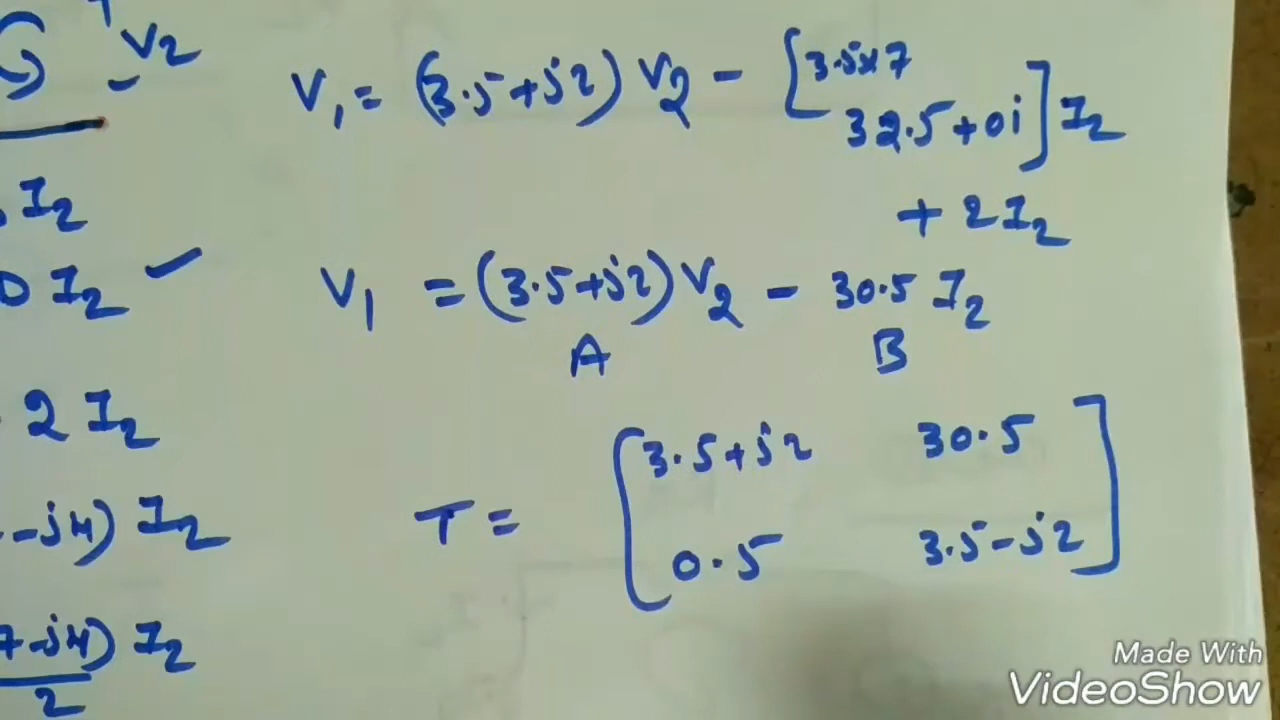 V2
-
I2
I2
2 I2
-j4) I2
7-j4) I2
2
V1 = (3.5+j2) V2 - [3.5x7
32.5+0i] I2
+ 2I2
V1 = (3.5+j2) V2 - 30.5 I2
A B
T = [3.5+j2 30.5
0.5 3.5-j2]
Made With
VideoShow